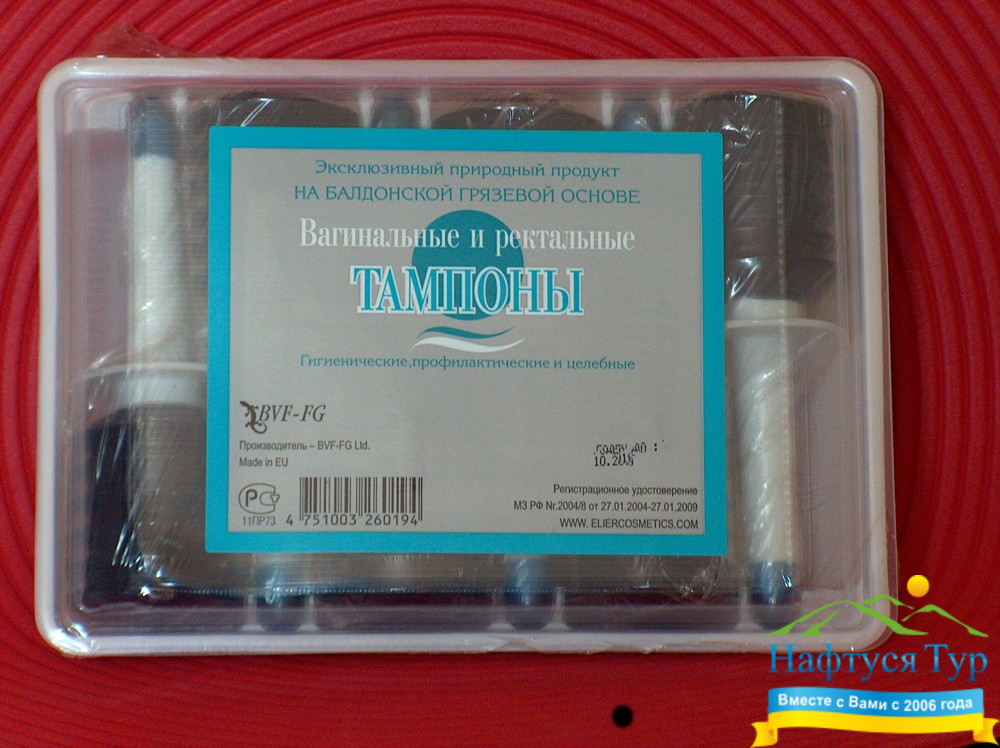 Эксклюзивный природный продукт
НА БАЛДОНСКОЙ ГРЯЗЕВОЙ ОСНОВЕ
Вагинальные и ректальные
ТАМПОНЫ
Гигиенические,профилактические и целебные
BVF-FG
Производитель – BVF-FG Ltd.
Made in EU
РС
11ПР73
4 751003 260194
Регистрационное удостоверение
МЗ РФ Nr.2004/8 от 27.01.2004-27.01.2009
WWW. ELIERCOSMETICS.COM
Нафтуся Тур
Вместе с Вами с 2006 года